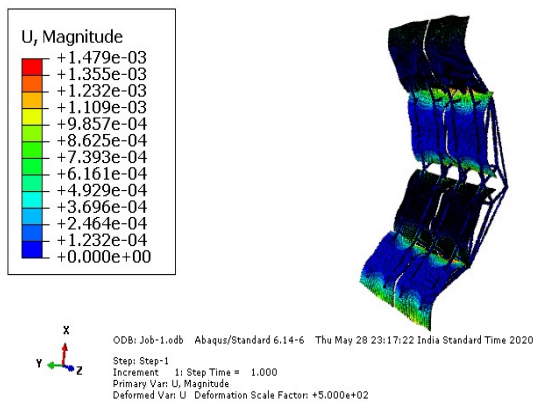 U, Magnitude
+1.479e-03
+1.355e-03
+1.232e-03
+1.109e-03
+9.857e-04
+8.625e-04
+7.393e-04
+6.161e-04
+4.929e-04
+3.696e-04
+2.464e-04
+1.232e-04
+0.000e+00
X
Y
Z
ODB: Job-1.odb Abaqus/Standard 6.14-6 Thu May 28 23:17:22 India Standard Time 2020
Step: Step-1
Increment 1: Step Time = 1.000
Primary Var: U, Magnitude
Deformed Var: U Deformation Scale Factor: +5.000e+02